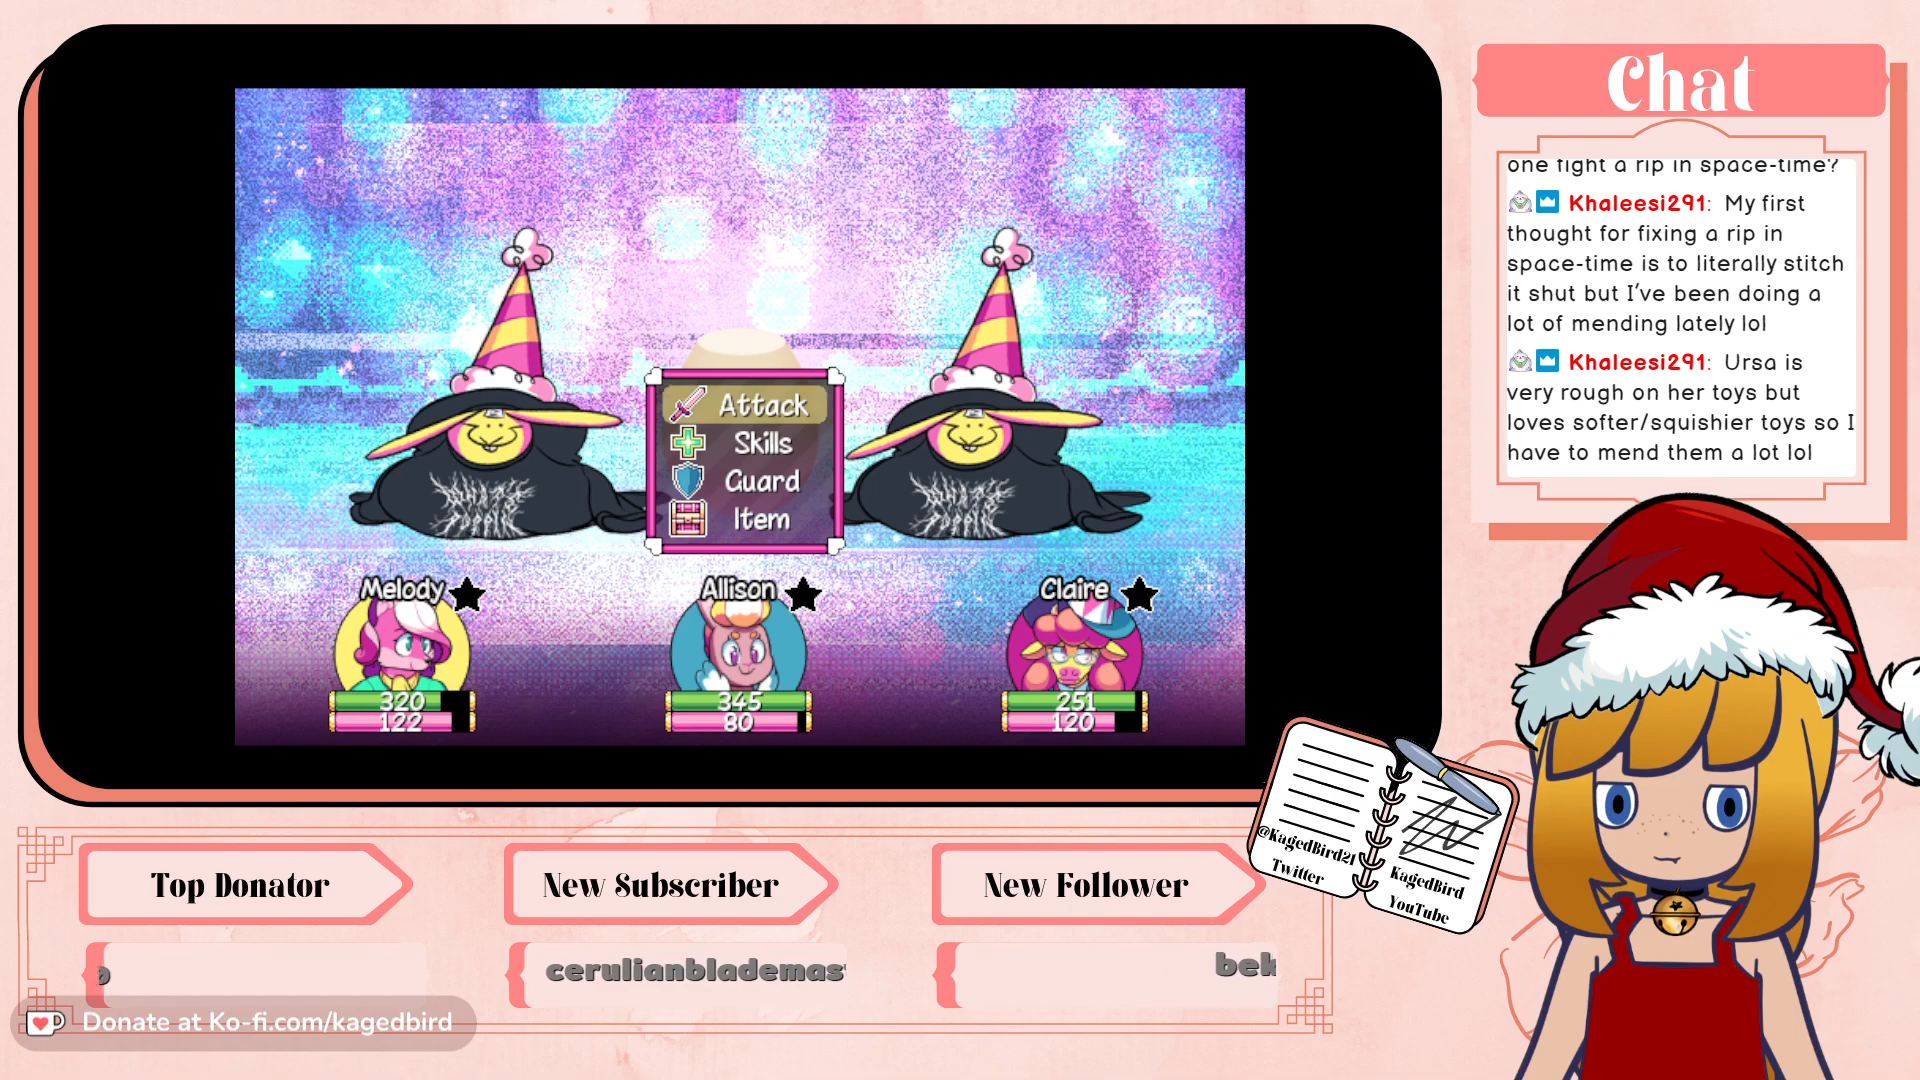 Chat
one fight a rip in space-time?
Khaleesi291: My first
thought for fixing a rip in
space-time is to literally stitch
it shut but I've been doing a
lot of mending lately lol
Khaleesi291: Ursa is
very rough on her toys but
loves softer/squishier toys so I
have to mend them a lot lol
Attack
Skills
Guard
Item
Melody
Allison
Claire
320
122
345
80
251
120
@KagedBird21
Twitter
KagedBird
YouTube
Top Donator
New Subscriber
New Follower
cerulianblademas
bek
Donate at Ko-fi.com/kagedbird